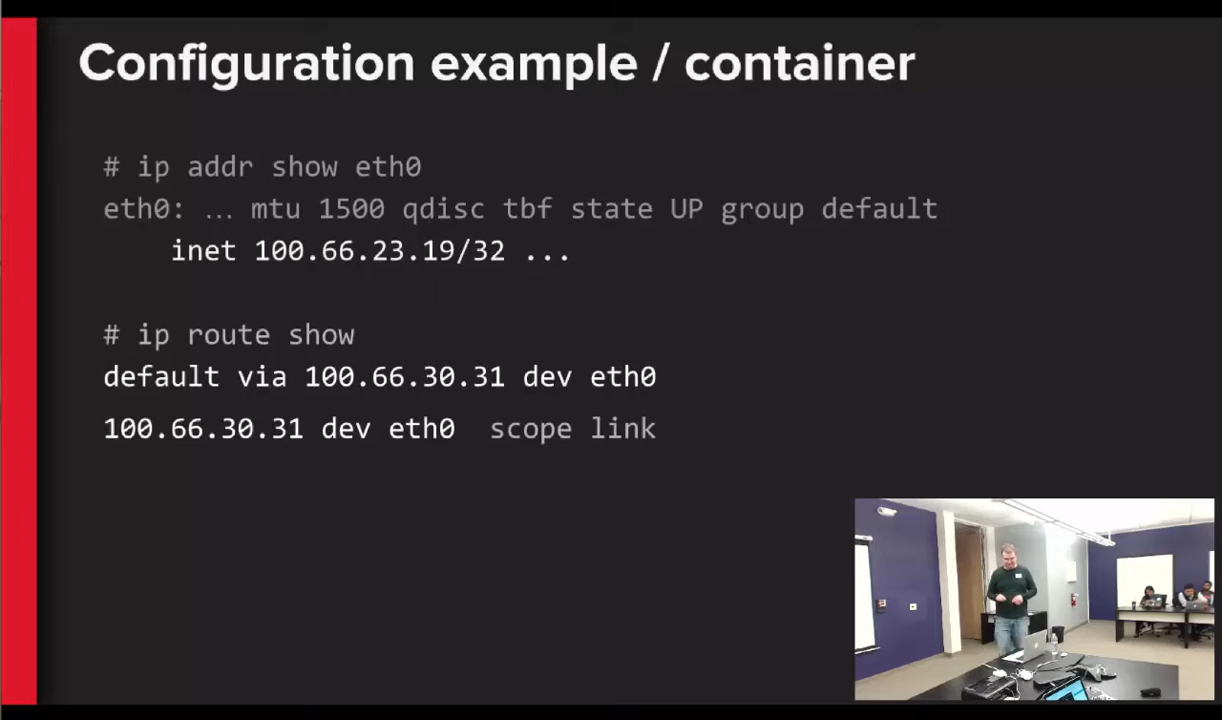 Configuration example / container
# ip addr show eth0
eth0: … mtu 1500 qdisc tbf state UP group default
inet 100.66.23.19/32 ...
# ip route show
default via 100.66.30.31 dev eth0
100.66.30.31 dev eth0  scope link